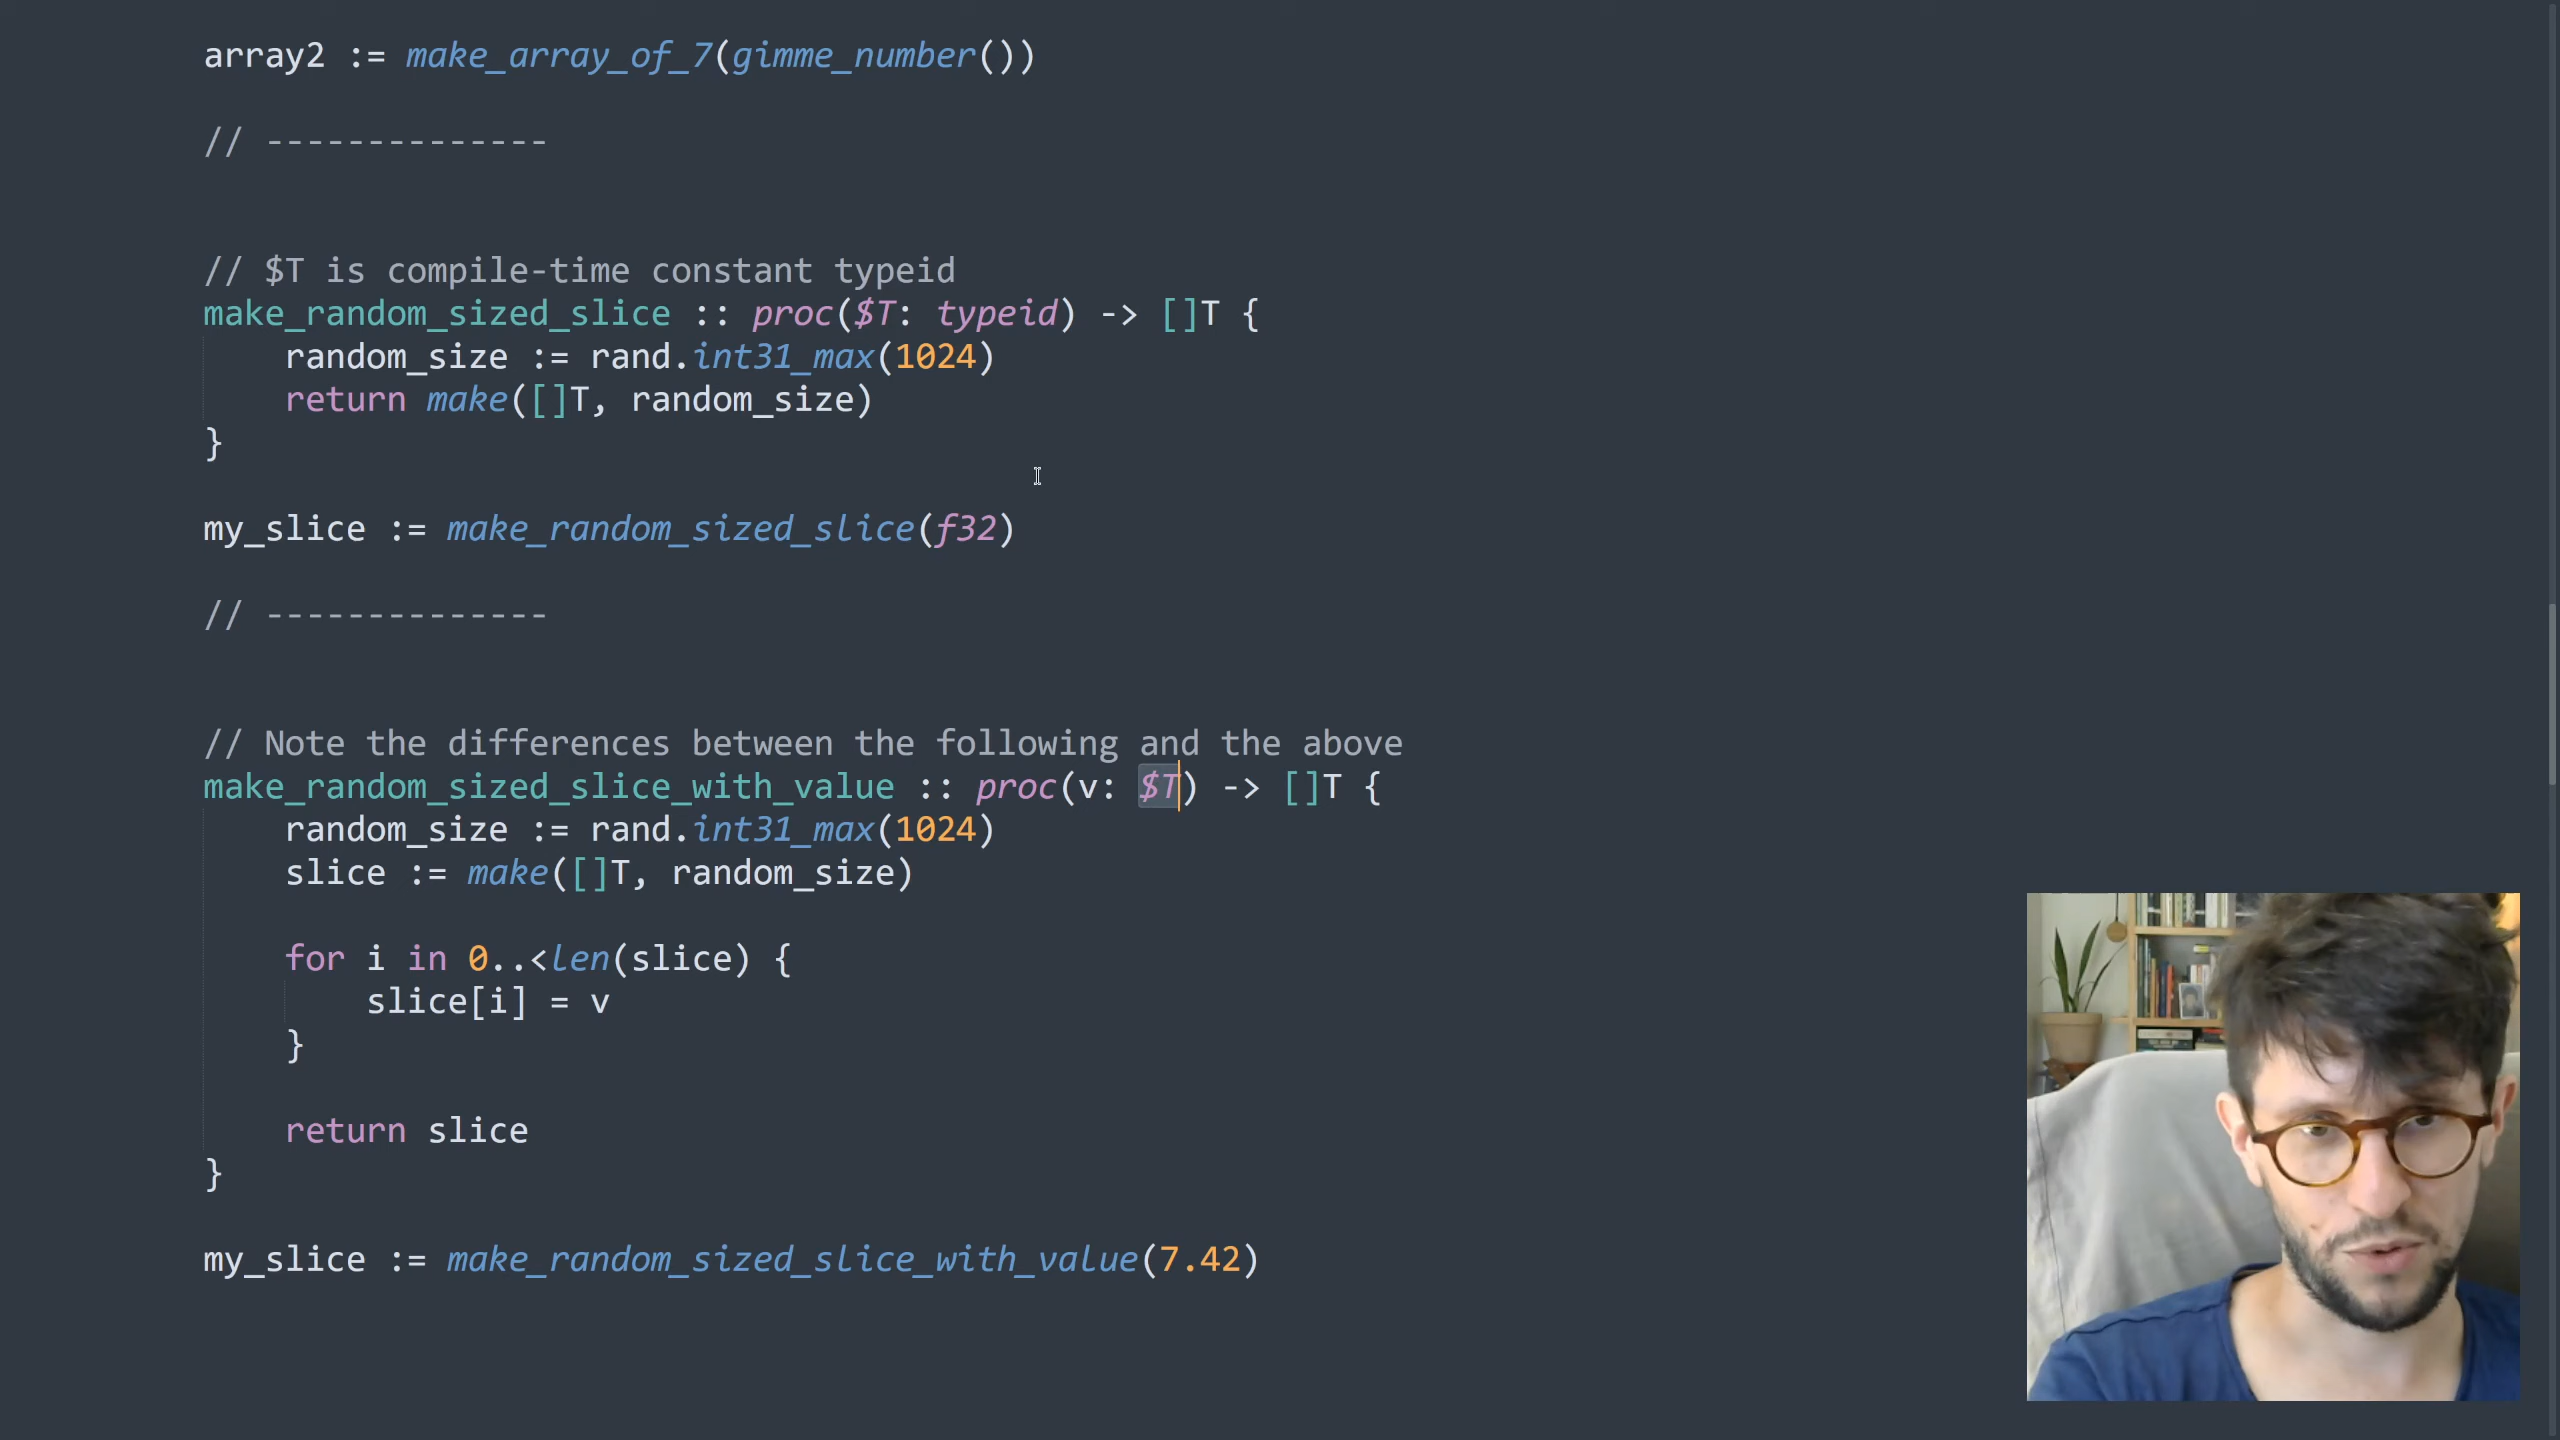 array2 := make_array_of_7(gimme_number())
// --------------
// $T is compile-time constant typeid
make_random_sized_slice :: proc($T: typeid) -> []T {
    random_size := rand.int31_max(1024)
    return make([]T, random_size)
}
my_slice := make_random_sized_slice(f32)
// --------------
// Note the differences between the following and the above
make_random_sized_slice_with_value :: proc(v: $T) -> []T {
    random_size := rand.int31_max(1024)
    slice := make([]T, random_size)
    for i in 0..<len(slice) {
        slice[i] = v
    }
    return slice
}
my_slice := make_random_sized_slice_with_value(7.42)